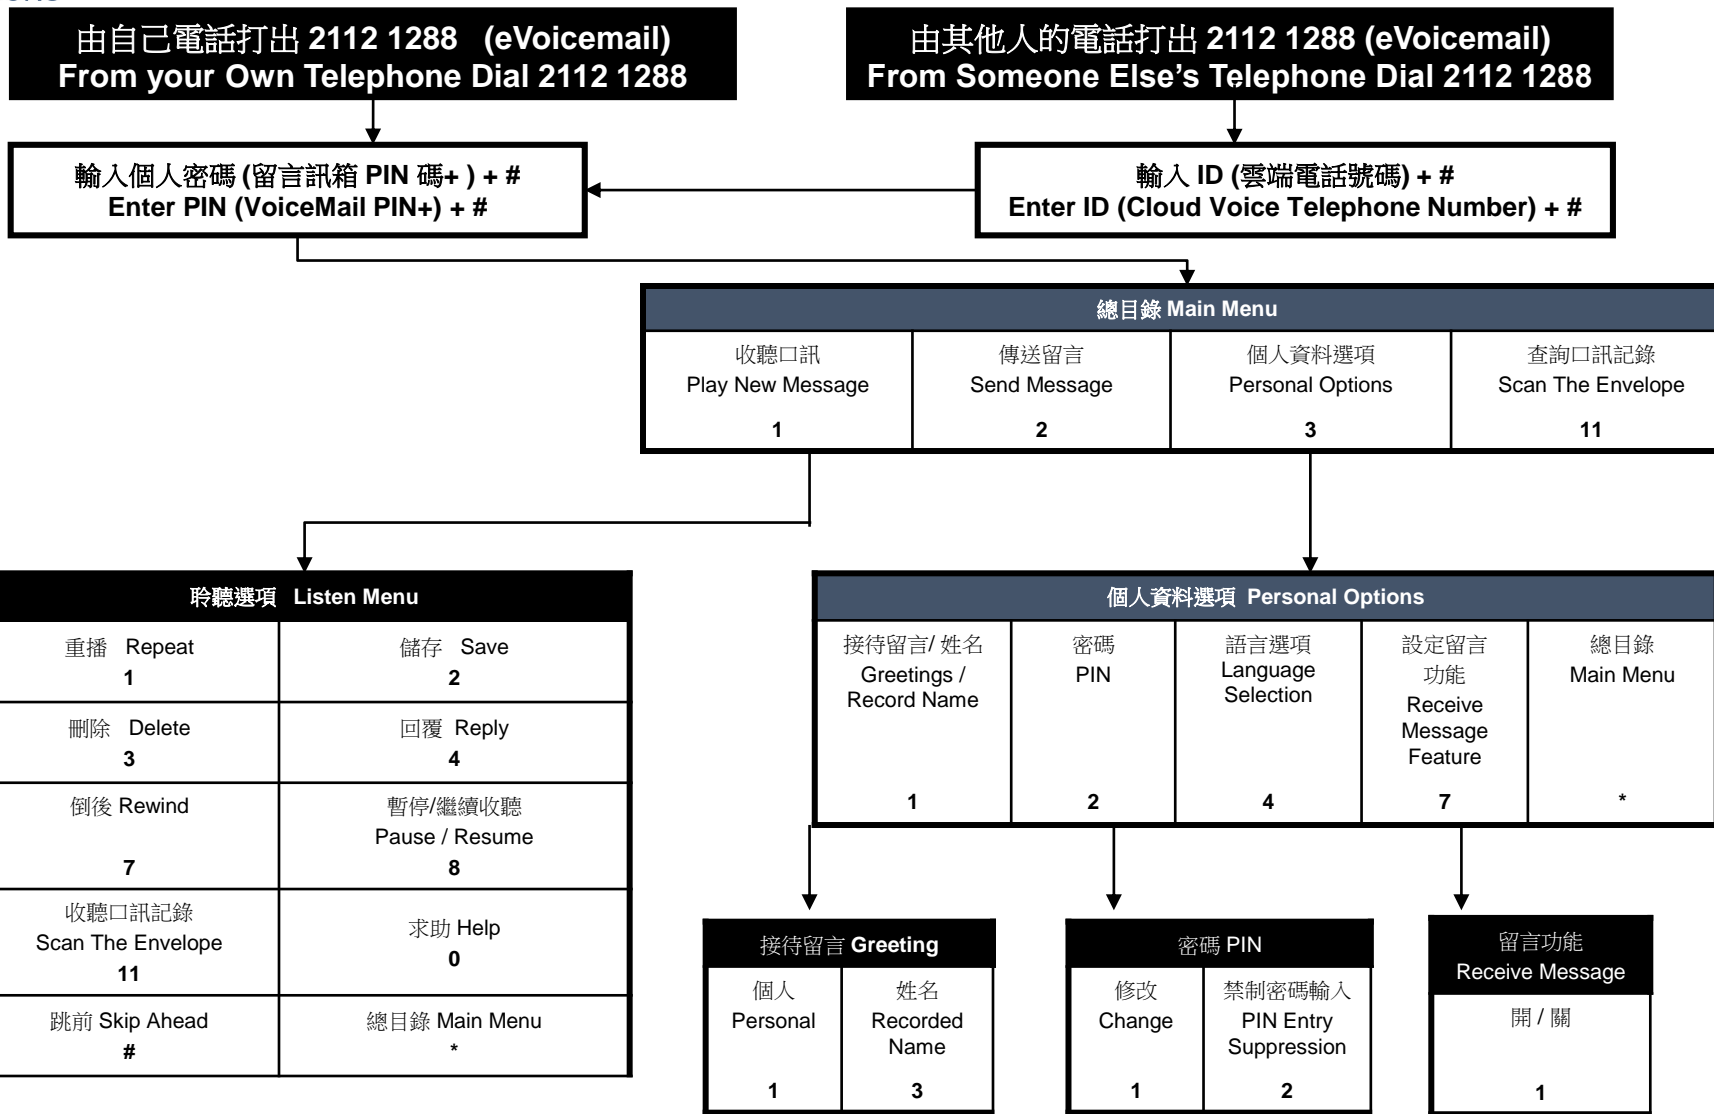 由自己電話打出 2112 1288 (eVoicemail)
From your Own Telephone Dial 2112 1288
由其他人的電話打出 2112 1288 (eVoicemail)
From Someone Else's Telephone Dial 2112 1288
輸入個人密碼 (留言訊箱 PIN 碼+ ) + #
Enter PIN (VoiceMail PIN+) + #
輸入 ID (雲端電話號碼) + #
Enter ID (Cloud Voice Telephone Number) + #
總目錄 Main Menu
收聽口訊
Play New Message
1
傳送留言
Send Message
2
個人資料選項
Personal Options
3
查詢口訊記錄
Scan The Envelope
11
聆聽選項 Listen Menu
重播 Repeat
1
儲存 Save
2
刪除 Delete
3
回覆 Reply
4
倒後 Rewind
7
暫停/繼續收聽
Pause / Resume
8
收聽口訊記錄
Scan The Envelope
11
求助 Help
0
跳前 Skip Ahead
#
總目錄 Main Menu
*
個人資料選項 Personal Options
接待留言/ 姓名
Greetings /
Record Name
1
密碼
PIN
2
語言選項
Language
Selection
4
設定留言
功能
Receive
Message
Feature
7
總目錄
Main Menu
*
接待留言 Greeting
個人
Personal
1
姓名
Recorded
Name
3
密碼 PIN
修改
Change
1
禁制密碼輸入
PIN Entry
Suppression
2
留言功能
Receive Message
開 / 關
1